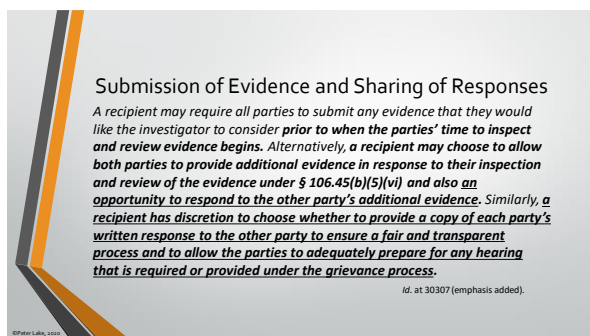 Submission of Evidence and Sharing of Responses
A recipient may require all parties to submit any evidence that they would
like the investigator to consider prior to when the parties’ time to inspect
and review evidence begins. Alternatively, a recipient may choose to allow
both parties to provide additional evidence in response to their inspection
and review of the evidence under § 106.45(b)(5)(vi) and also an
opportunity to respond to the other party’s additional evidence. Similarly, a
recipient has discretion to choose whether to provide a copy of each party’s
written response to the other party to ensure a fair and transparent
process and to allow the parties to adequately prepare for any hearing
that is required or provided under the grievance process.
Id. at 30307 (emphasis added).
©Peter Lake, 2020